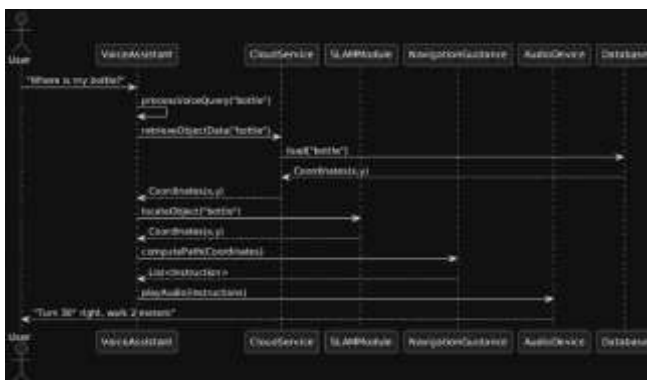 User VoiceAssistant CloudService SLAMModule NavigationGuidance AudioDevice Database
"Where is my bottle?"
processVoiceQuery("bottle")
retrieveObjectData("bottle")
load("bottle")
Coordinates(x,y)
Coordinates(x,y)
locateObject("bottle")
Coordinates(x,y)
computePath(Coordinates)
List<Instruction>
playAudio(Instructions)
"Turn 30° right, walk 2 meters"
User VoiceAssistant CloudService SLAMModule NavigationGuidance AudioDevice Database